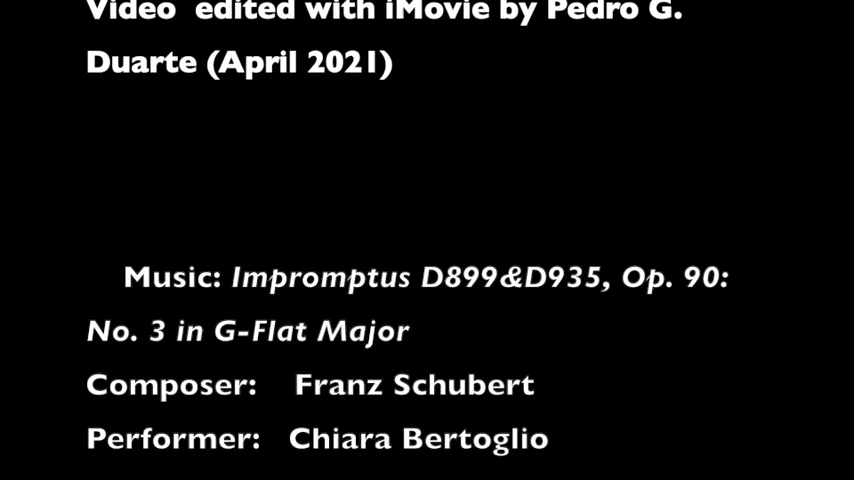 Video  edited with iMovie by Pedro G.
Duarte (April 2021)
Music: Impromptus D899&D935, Op. 90:
No. 3 in G-Flat Major
Composer:    Franz Schubert
Performer:   Chiara Bertoglio